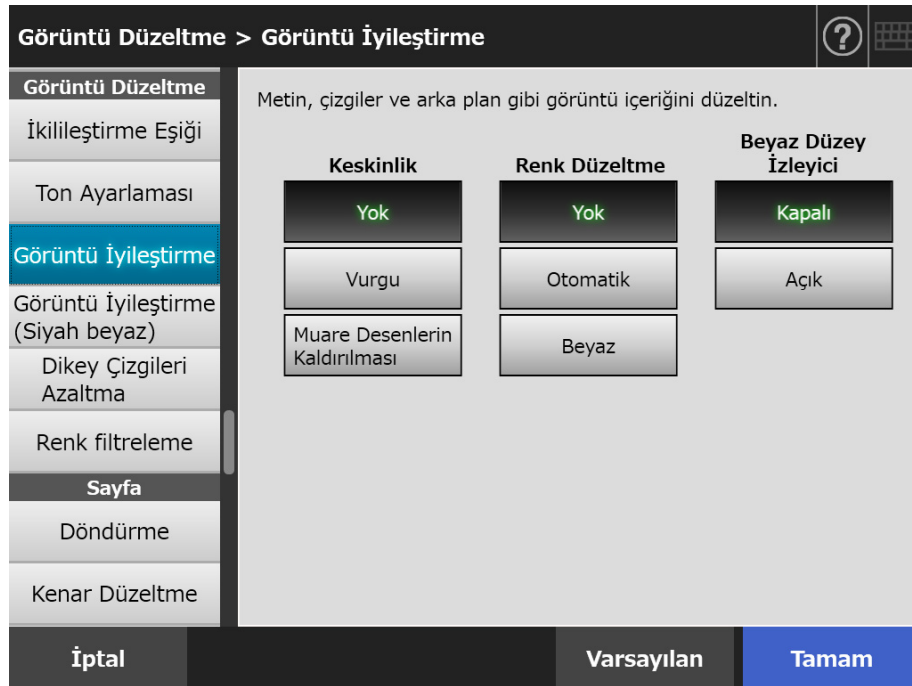 Görüntü Düzeltme > Görüntü İyileştirme
?
Görüntü Düzeltme
İkilileştirme Eşiği
Ton Ayarlaması
Görüntü İyileştirme
Görüntü İyileştirme
(Siyah beyaz)
Dikey Çizgileri
Azaltma
Renk filtreleme
Sayfa
Döndürme
Kenar Düzeltme
Metin, çizgiler ve arka plan gibi görüntü içeriğini düzeltin.
Keskinlik
Yok
Vurgu
Muare Desenlerin
Kaldırılması
Renk Düzeltme
Yok
Otomatik
Beyaz
Beyaz Düzey
İzleyici
Kapalı
Açık
İptal
Varsayılan
Tamam